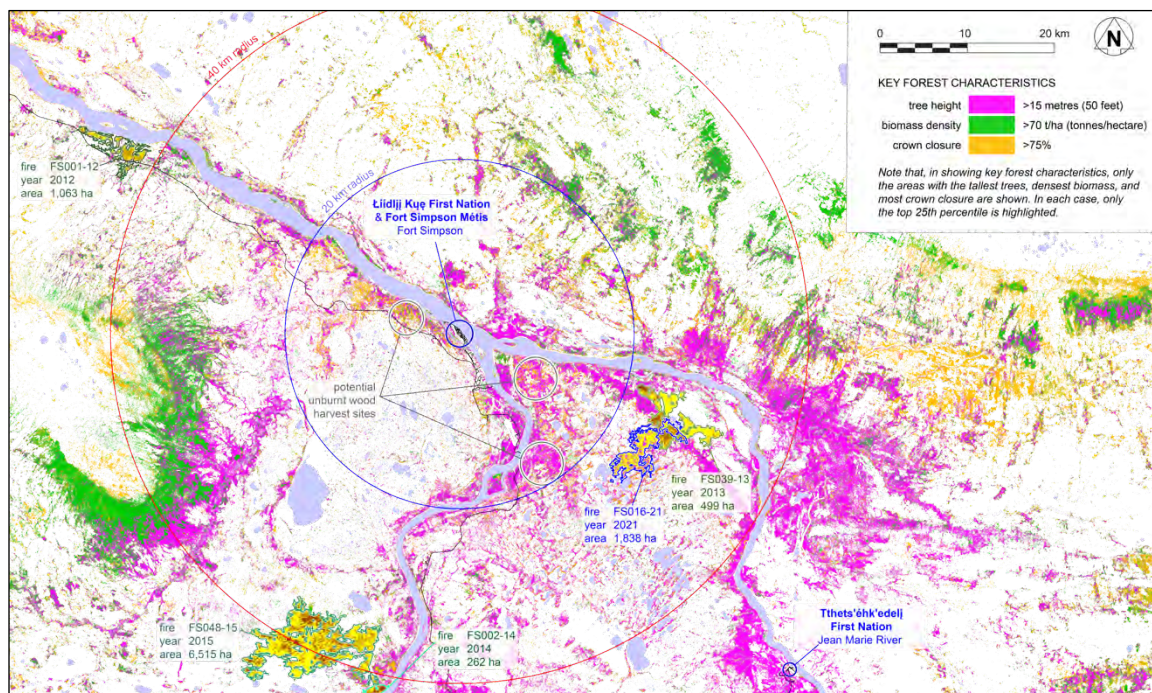 40 km radius
20 km radius
0 10 20 km
N
KEY FOREST CHARACTERISTICS
tree height >15 metres (50 feet)
biomass density >70 t/ha (tonnes/hectare)
crown closure >75%
Note that, in showing key forest characteristics, only
the areas with the tallest trees, densest biomass, and
most crown closure are shown. In each case, only
the top 25th percentile is highlighted.
fire FS001-12
year 2012
area 1,063 ha
Łíídlįį Kųę First Nation
& Fort Simpson Métis
Fort Simpson
potential
unburnt wood
harvest sites
fire FS039-13
year 2013
area 499 ha
fire FS016-21
year 2021
area 1,838 ha
fire FS048-15
year 2015
area 6,515 ha
fire FS002-14
year 2014
area 262 ha
Tthets'éhk'edelį
First Nation
Jean Marie River